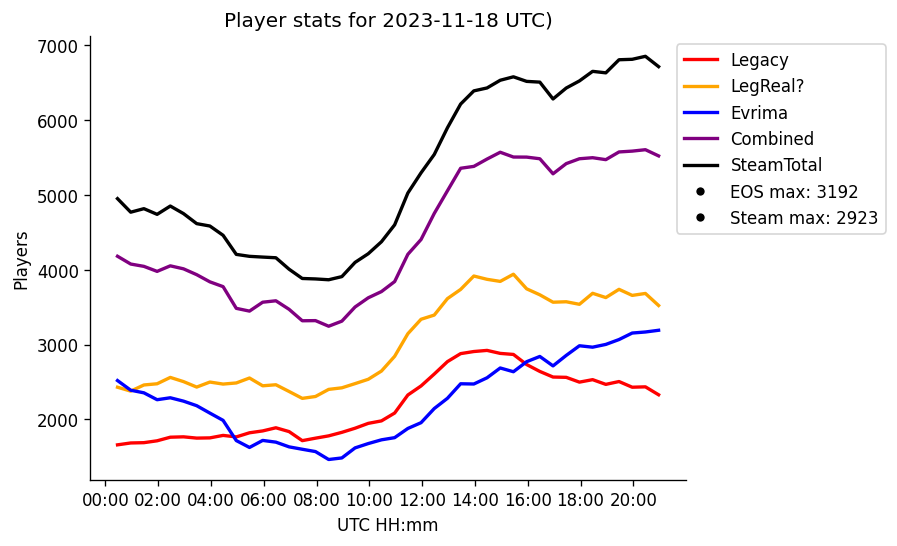 Player stats for 2023-11-18 UTC)
7000
6000
5000
4000
3000
2000
Players
00:00 02:00 04:00 06:00 08:00 10:00 12:00 14:00 16:00 18:00 20:00
UTC HH:mm
Legacy
LegReal?
Evrima
Combined
SteamTotal
EOS max: 3192
Steam max: 2923